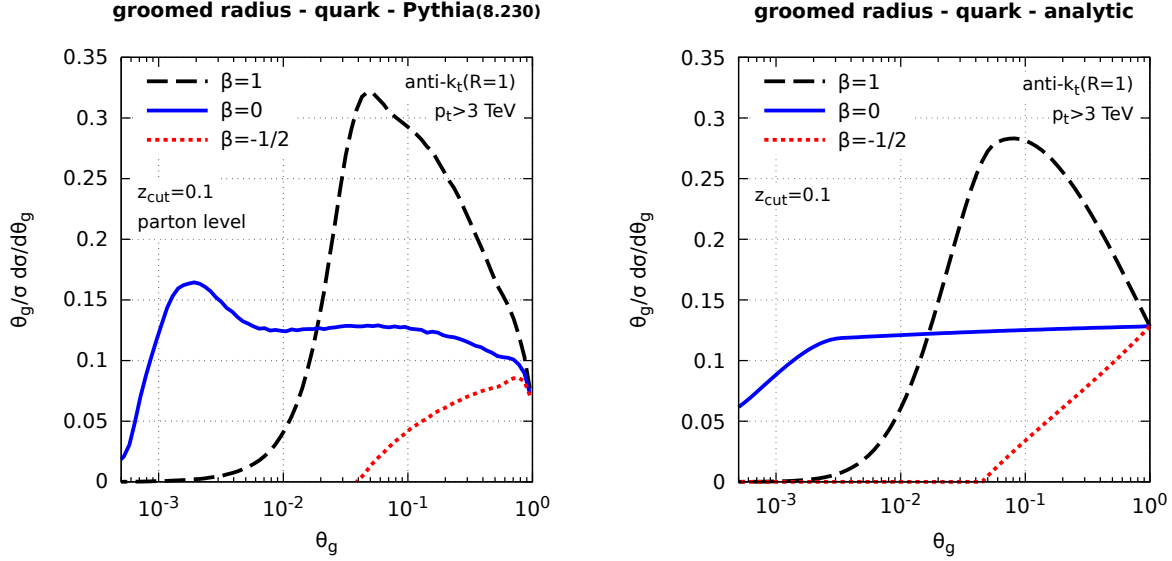 groomed radius - quark - Pythia(8.230)
0.35
0.3
0.25
0.2
0.15
0.1
0.05
0
θg/σ dσ/dθg
β=1
β=0
β=-1/2
anti-kt(R=1)
pt>3 TeV
zcut=0.1
parton level
10-3
10-2
10-1
100
θg
groomed radius - quark - analytic
0.35
0.3
0.25
0.2
0.15
0.1
0.05
0
θg/σ dσ/dθg
β=1
β=0
β=-1/2
anti-kt(R=1)
pt>3 TeV
zcut=0.1
10-3
10-2
10-1
100
θg